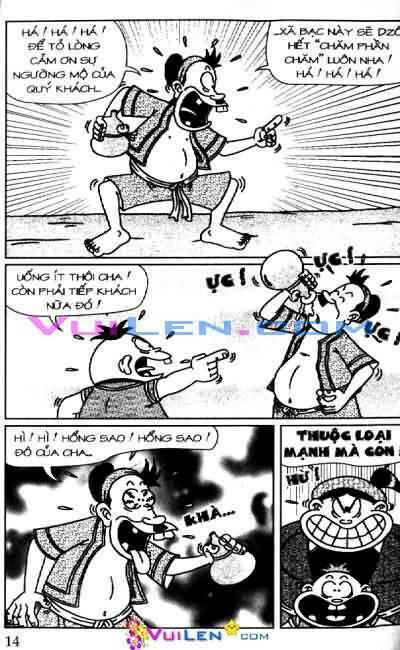 HÁ! HÁ! HÁ!
ĐỂ TỎ LÒNG
CẢM ƠN SỰ
NGƯỠNG MỘ CỦA
QUÝ KHÁCH...
...XÃ BẠC NÀY SẼ DZÔ
HẾT "CHĂM PHẦN
CHĂM" LUÔN NHA!
HÁ! HÁ! HÁ!
UỐNG ÍT THÔI CHA!
CÒN PHẢI TIẾP KHÁCH
NỮA ĐÓ!
ỰC!
ỰC!
ỰC!
VUILEN.COM
HÌ! HÌ! HỔNG SAO! HỔNG SAO!
ĐÔ CỦA CHA...
KHÀ...
THUỘC LOẠI
MẠNH MÀ CON!
HƯ!
14
VUILEN.COM